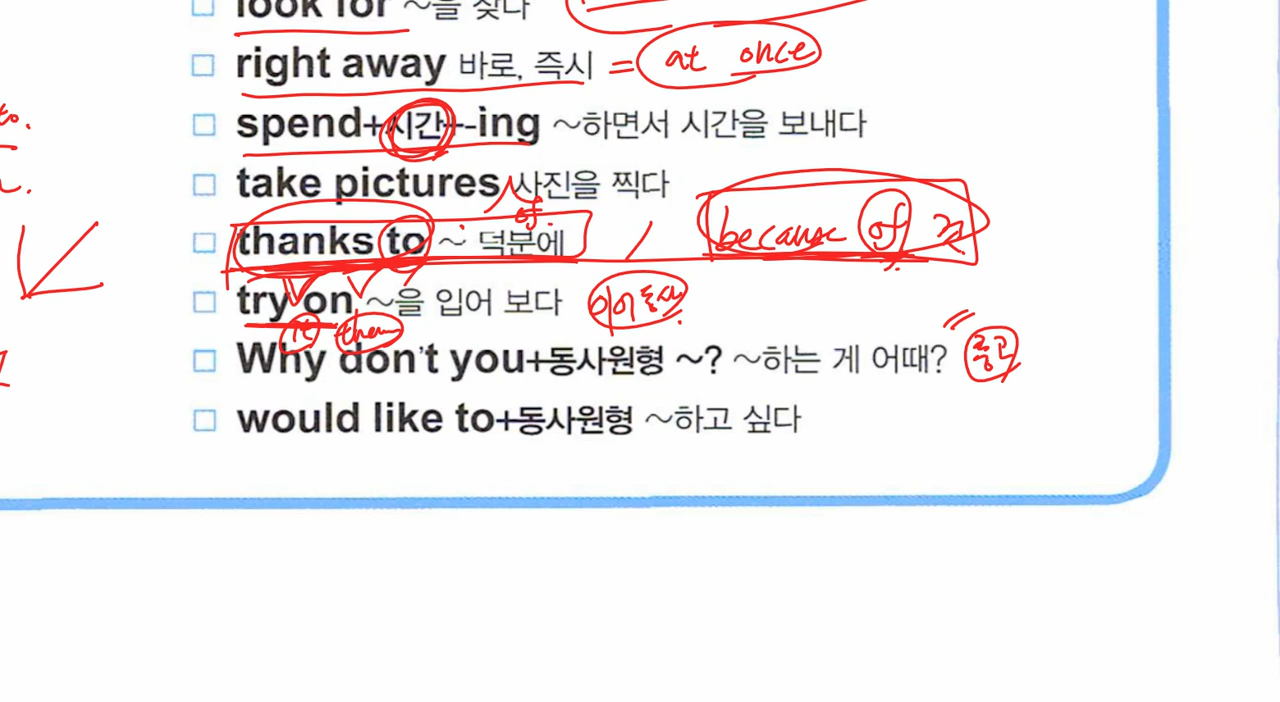 look for ~을 찾다
right away 바로, 즉시 = at once
to.
spend+시간+-ing ~하면서 시간을 보내다
take pictures 사진을 찍다
of
thanks to ~ 덕분에 / because of
try on ~을 입어 보다 이어동사
it them
Why don't you+동사원형 ~? ~하는 게 어때?
would like to+동사원형 ~하고 싶다